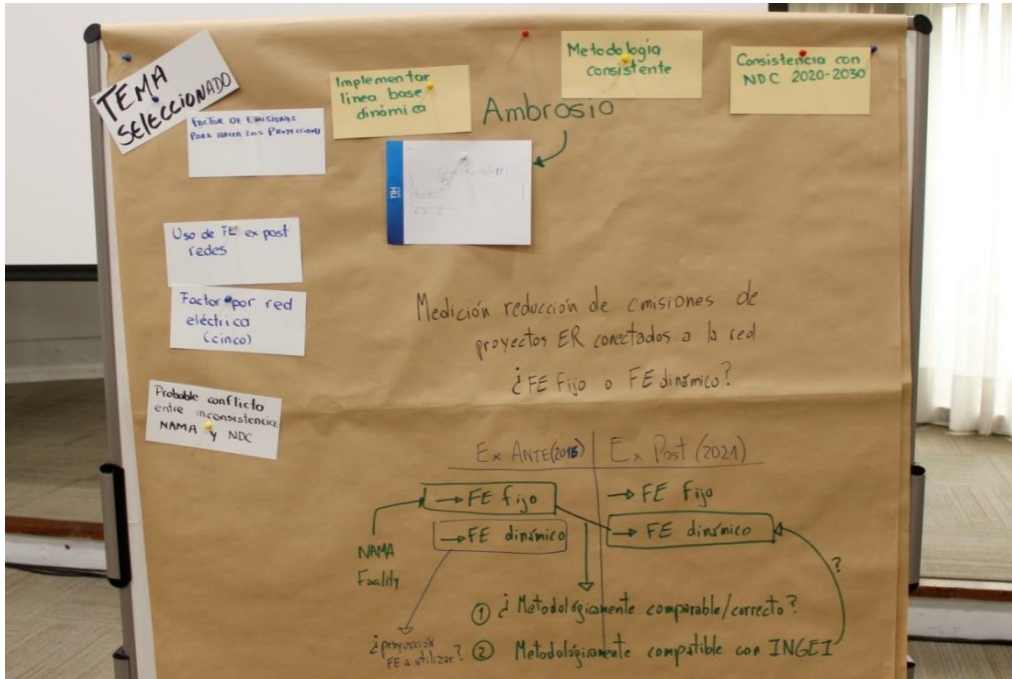 TEMA
SELECCIONADO
FACTOR DE EMISIONES
PARA HACER LAS PROYECCIONES
Implementar
linea base
dinámica
Metodología
consistente
Consistencia con
NDC 2020-2030
Ambrosio
Uso de FE ex post
redes
Factor por red
eléctrica
(cinco)
Probable conflicto
entre inconsistencia
NAMA y NDC
Medición reducción de emisiones de
proyectos ER conectados a la red
¿FE Fijo o FE dinámico?
Ex ANTE (2015) Ex Post (2021)
→ FE fijo → FE fijo
→ FE dinámico → FE dinámico
NAMA
Facility
?
① ¿Metodológicamente comparable/correcto?
② Metodológicamente compatible con INGEI
¿proyección
FE a utilizar?